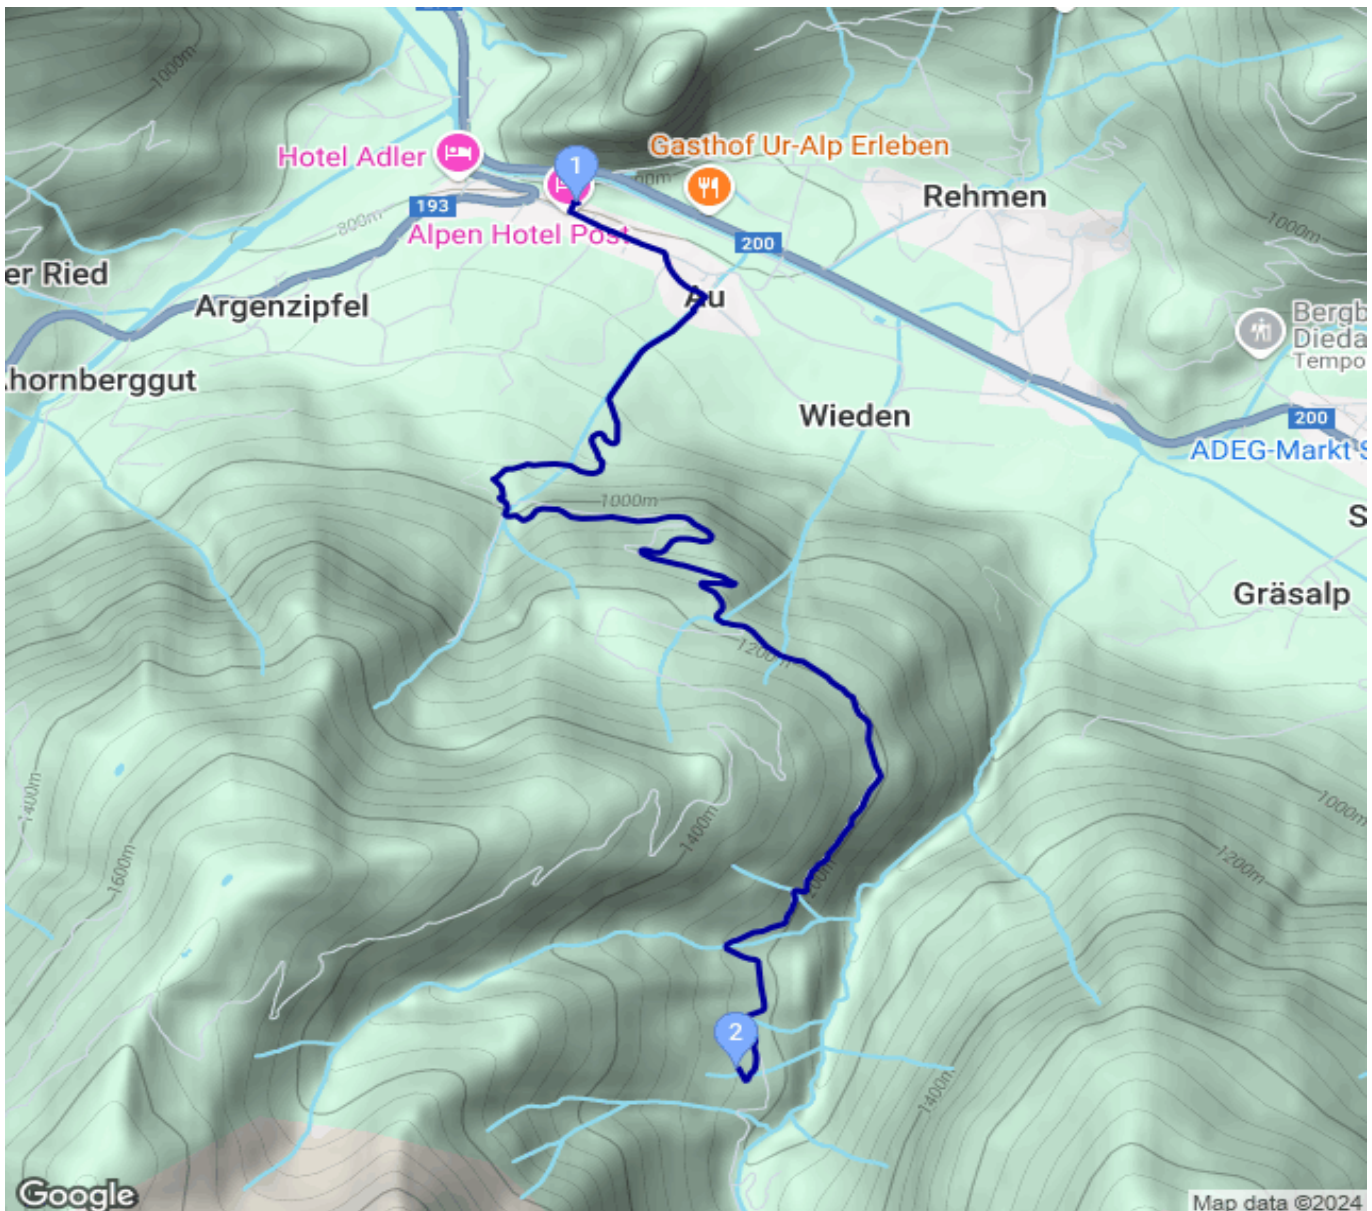 1000m
Hotel Adler
1
Gasthof Ur-Alp Erleben
Rehmen
193
800m
Alpen Hotel Post
200
1000m
er Ried
Argenzipfel
Au
Bergb
Dieda
Tempo
Wieden
200
ADEG-Markt S
1000m
S
Gräsalp
1200m
1400m
1400m
1000m
1600m
1200m
2
1400m
Google
Map data ©2024